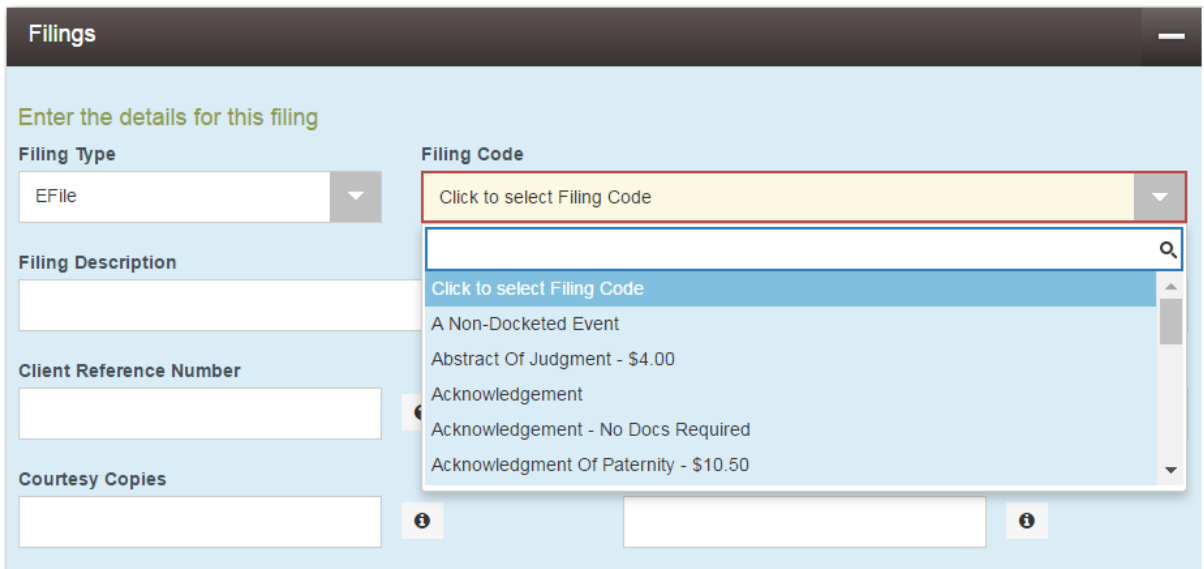 Filings
Enter the details for this filing
Filing Type
Filing Code
EFile
Click to select Filing Code
Filing Description
Click to select Filing Code
A Non-Docketed Event
Abstract Of Judgment - $4.00
Client Reference Number
Acknowledgement
Acknowledgement - No Docs Required
Acknowledgment Of Paternity - $10.50
Courtesy Copies